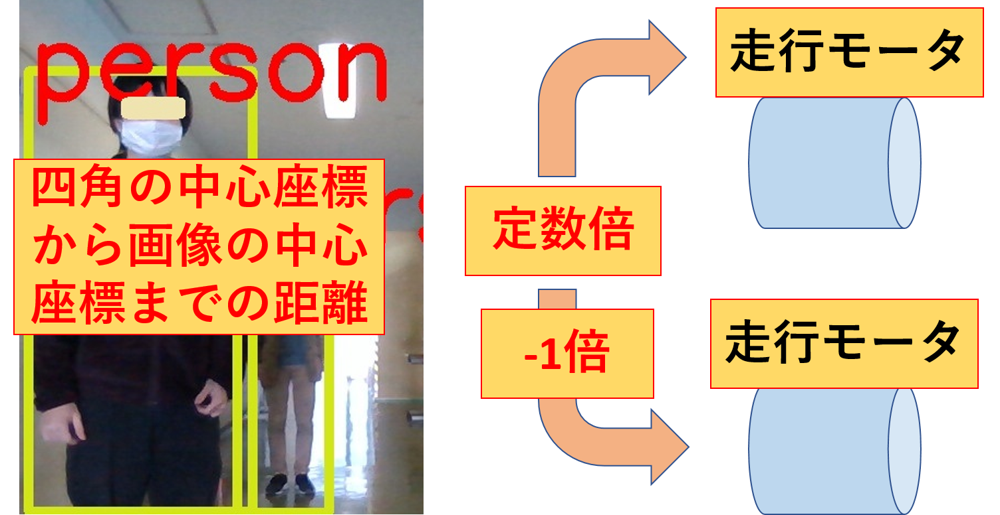 person
四角の中心座標
から画像の中心
座標までの距離
定数倍
-1倍
走行モータ
走行モータ